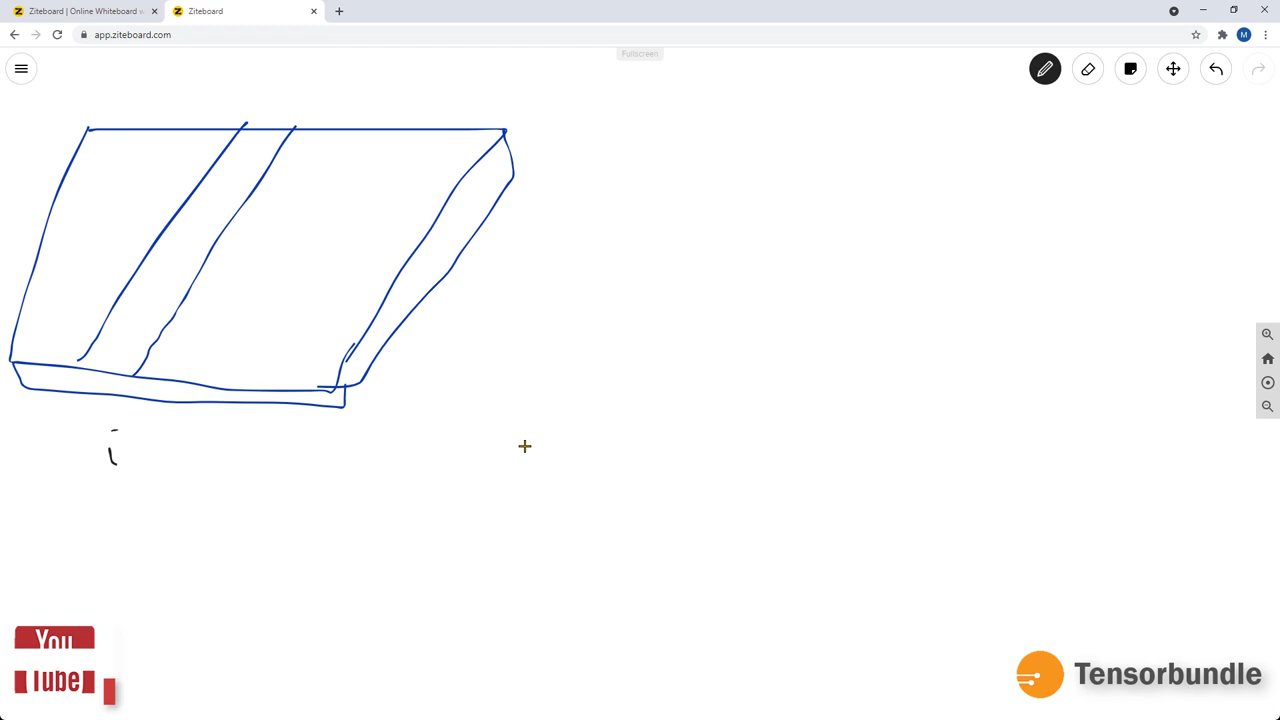 Ziteboard | Online Whiteboard w
Ziteboard
app.ziteboard.com
M
Fullscreen
i
You
Tube
Tensorbundle